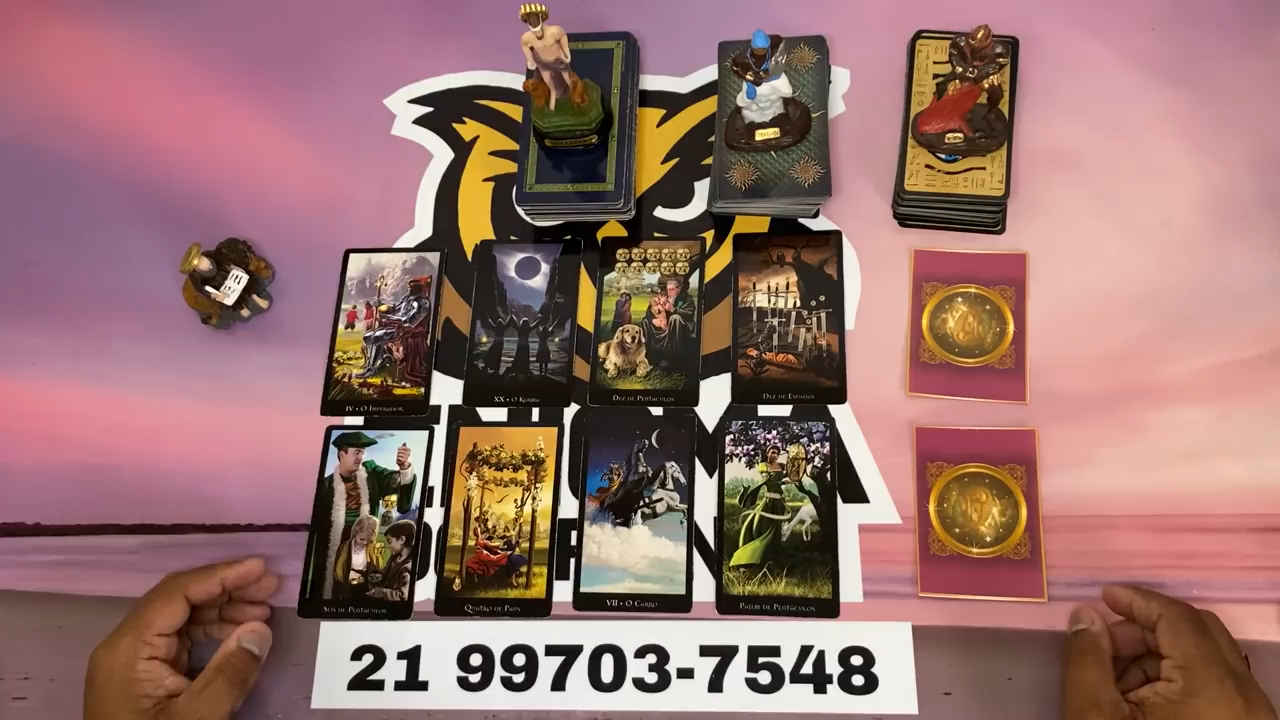 IV • O Imperador
XX • O Karma
Dez de Pentáculos
Dez de Espadas
Seis de Pentáculos
Quatro de Paus
VII • O Carro
Pajem de Pentáculos
21 99703-7548